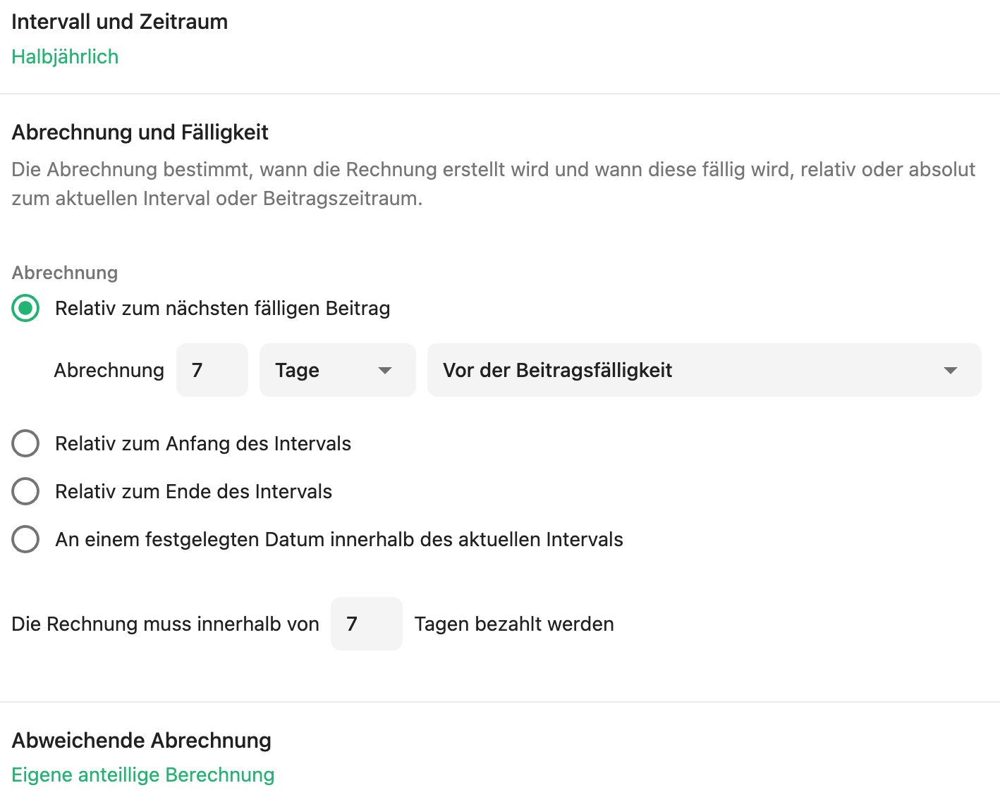 Intervall und Zeitraum
Halbjährlich
Abrechnung und Fälligkeit
Die Abrechnung bestimmt, wann die Rechnung erstellt wird und wann diese fällig wird, relativ oder absolut
zum aktuellen Interval oder Beitragszeitraum.
Abrechnung
Relativ zum nächsten fälligen Beitrag
Abrechnung 7 Tage Vor der Beitragsfälligkeit
Relativ zum Anfang des Intervals
Relativ zum Ende des Intervals
An einem festgelegten Datum innerhalb des aktuellen Intervals
Die Rechnung muss innerhalb von 7 Tagen bezahlt werden
Abweichende Abrechnung
Eigene anteillige Berechnung